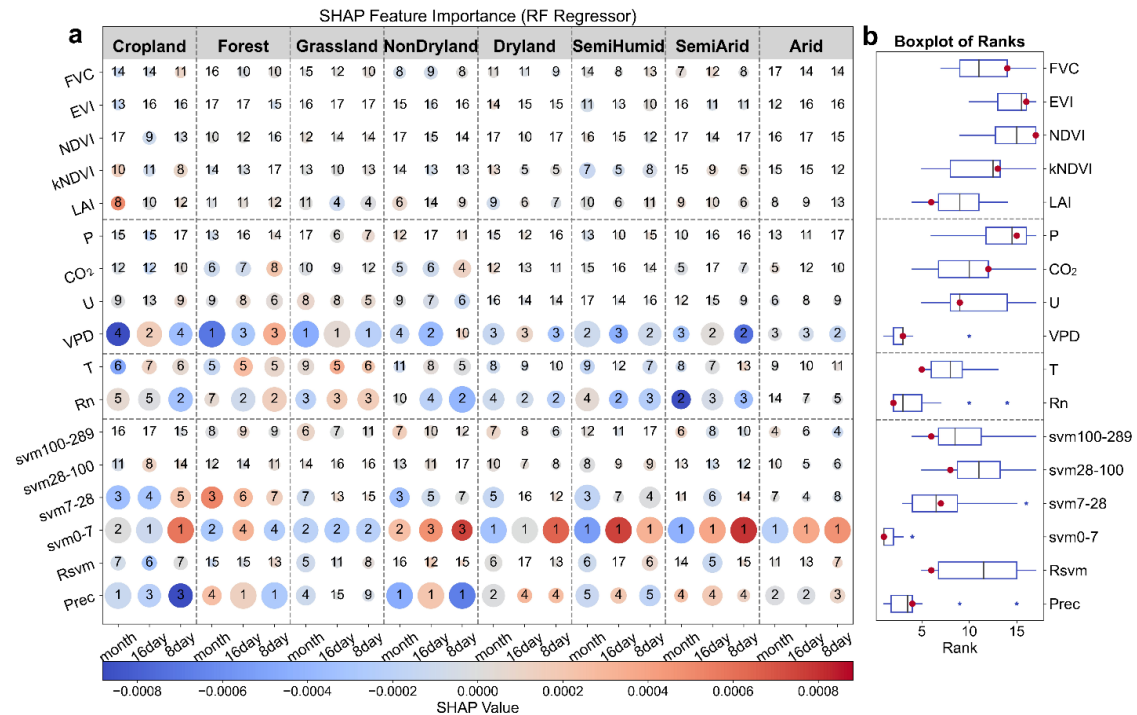 SHAP Feature Importance (RF Regressor)
a
Cropland Forest Grassland NonDryland Dryland SemiHumid SemiArid Arid
FVC 14 14 11 16 10 10 15 12 10 8 9 8 11 11 9 14 8 13 7 12 8 17 14 14
EVI 13 16 16 17 17 15 16 17 17 15 16 16 14 15 15 11 13 10 16 11 11 12 16 16
NDVI 17 9 13 10 12 16 12 14 14 17 15 14 17 10 10 16 15 12 17 14 17 16 17 15
kNDVI 10 11 8 14 13 12 13 10 13 14 13 13 13 5 5 7 5 8 15 9 5 15 15 12
LAI 8 10 12 11 11 12 11 4 4 6 14 9 9 6 7 10 6 11 9 10 6 8 9 13
P 15 15 17 13 16 14 17 6 7 12 17 11 15 12 16 13 10 15 10 16 16 13 14 17
CO₂ 12 12 10 6 7 8 10 9 12 5 6 4 12 13 11 15 16 14 5 17 7 5 12 10
U 9 13 9 9 8 6 8 8 5 9 7 6 16 14 14 17 14 16 12 15 9 6 8 9
VPD 4 2 4 1 3 3 1 1 1 4 2 10 3 3 3 2 3 2 3 2 2 3 3 2
T 6 7 6 5 5 5 9 5 6 11 8 5 8 7 8 9 12 7 8 7 13 9 10 11
Rn 5 5 2 7 2 2 3 3 3 10 4 2 4 2 2 4 2 3 2 3 3 14 7 5
svm100-289 16 17 15 8 9 9 6 7 11 7 10 12 7 8 6 12 11 17 6 8 10 4 6 4
svm28-100 11 8 14 12 14 11 14 16 16 13 11 17 10 9 17 8 9 9 13 13 12 10 5 6
svm7-28 3 4 5 3 6 7 7 13 15 3 5 7 5 16 12 3 7 4 11 6 14 7 4 8
svm0-7 2 1 1 2 4 4 2 2 2 2 3 3 1 1 1 1 1 1 1 1 1 1 1 1
Rsvm 7 6 7 15 15 13 5 11 8 16 12 15 6 17 13 6 17 6 14 5 15 11 13 7
Prec 1 3 3 4 1 1 4 15 9 1 1 1 2 4 4 5 4 5 4 4 4 2 2 3
month 16day 8day month 16day 8day month 16day 8day month 16day 8day month 16day 8day month 16day 8day month 16day 8day month 16day 8day
−0.0008 −0.0006 −0.0004 −0.0002 0.0000 0.0002 0.0004 0.0006 0.0008
SHAP Value
b
Boxplot of Ranks
FVC
EVI
NDVI
kNDVI
LAI
P
CO₂
U
VPD
T
Rn
svm100-289
svm28-100
svm7-28
svm0-7
Rsvm
Prec
5 10 15
Rank